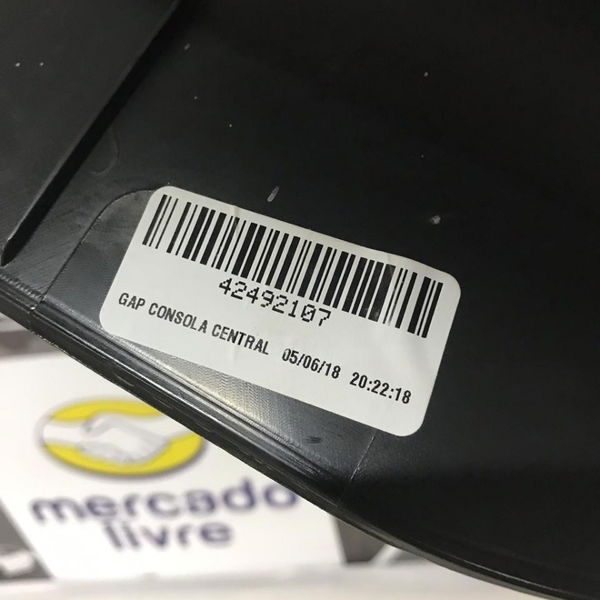 42492107
GAP CONSOLA CENTRAL 05/06/18 20:22:18
mercado
livre